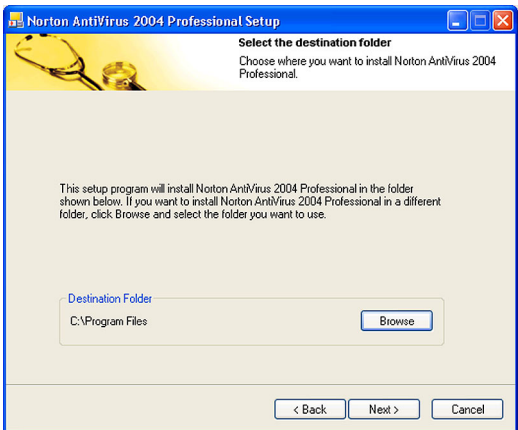 Norton AntiVirus 2004 Professional Setup
Select the destination folder
Choose where you want to install Norton AntiVirus 2004
Professional.
This setup program will install Norton AntiVirus 2004 Professional in the folder
shown below. If you want to install Norton AntiVirus 2004 Professional in a different
folder, click Browse and select the folder you want to use.
Destination Folder
C:\Program Files
Browse
< Back
Next >
Cancel